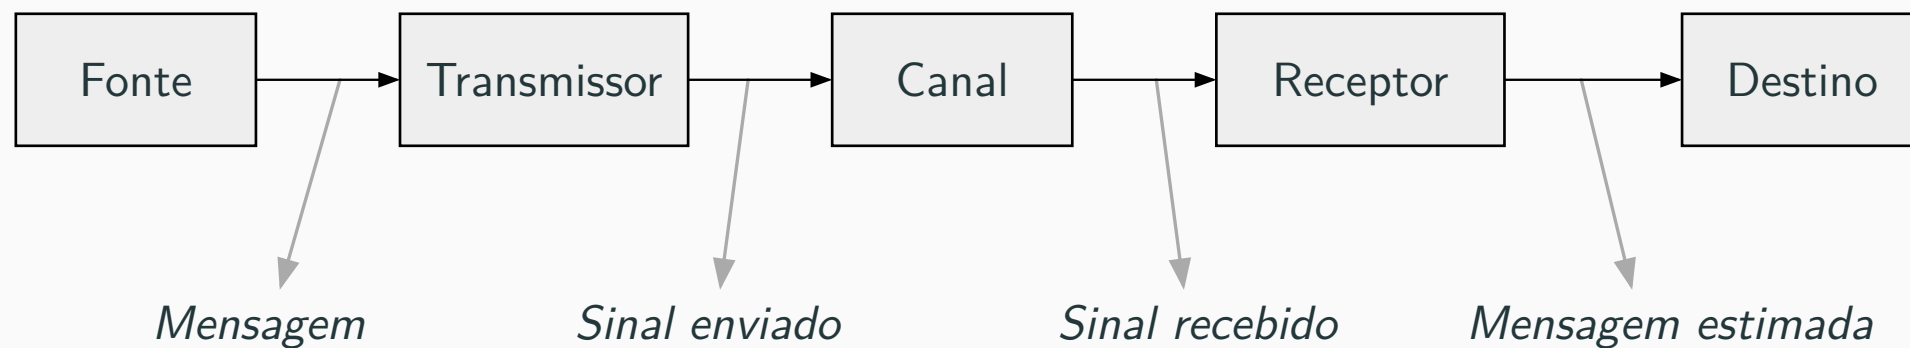 Fonte
Transmissor
Canal
Receptor
Destino
Mensagem
Sinal enviado
Sinal recebido
Mensagem estimada